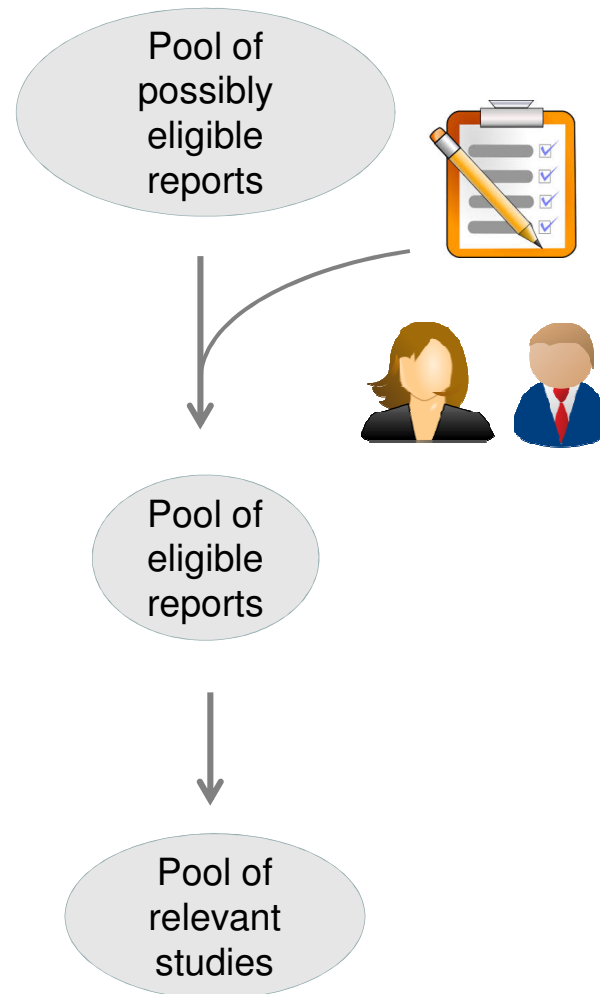 Pool of
possibly
eligible
reports
Pool of
eligible
reports
Pool of
relevant
studies